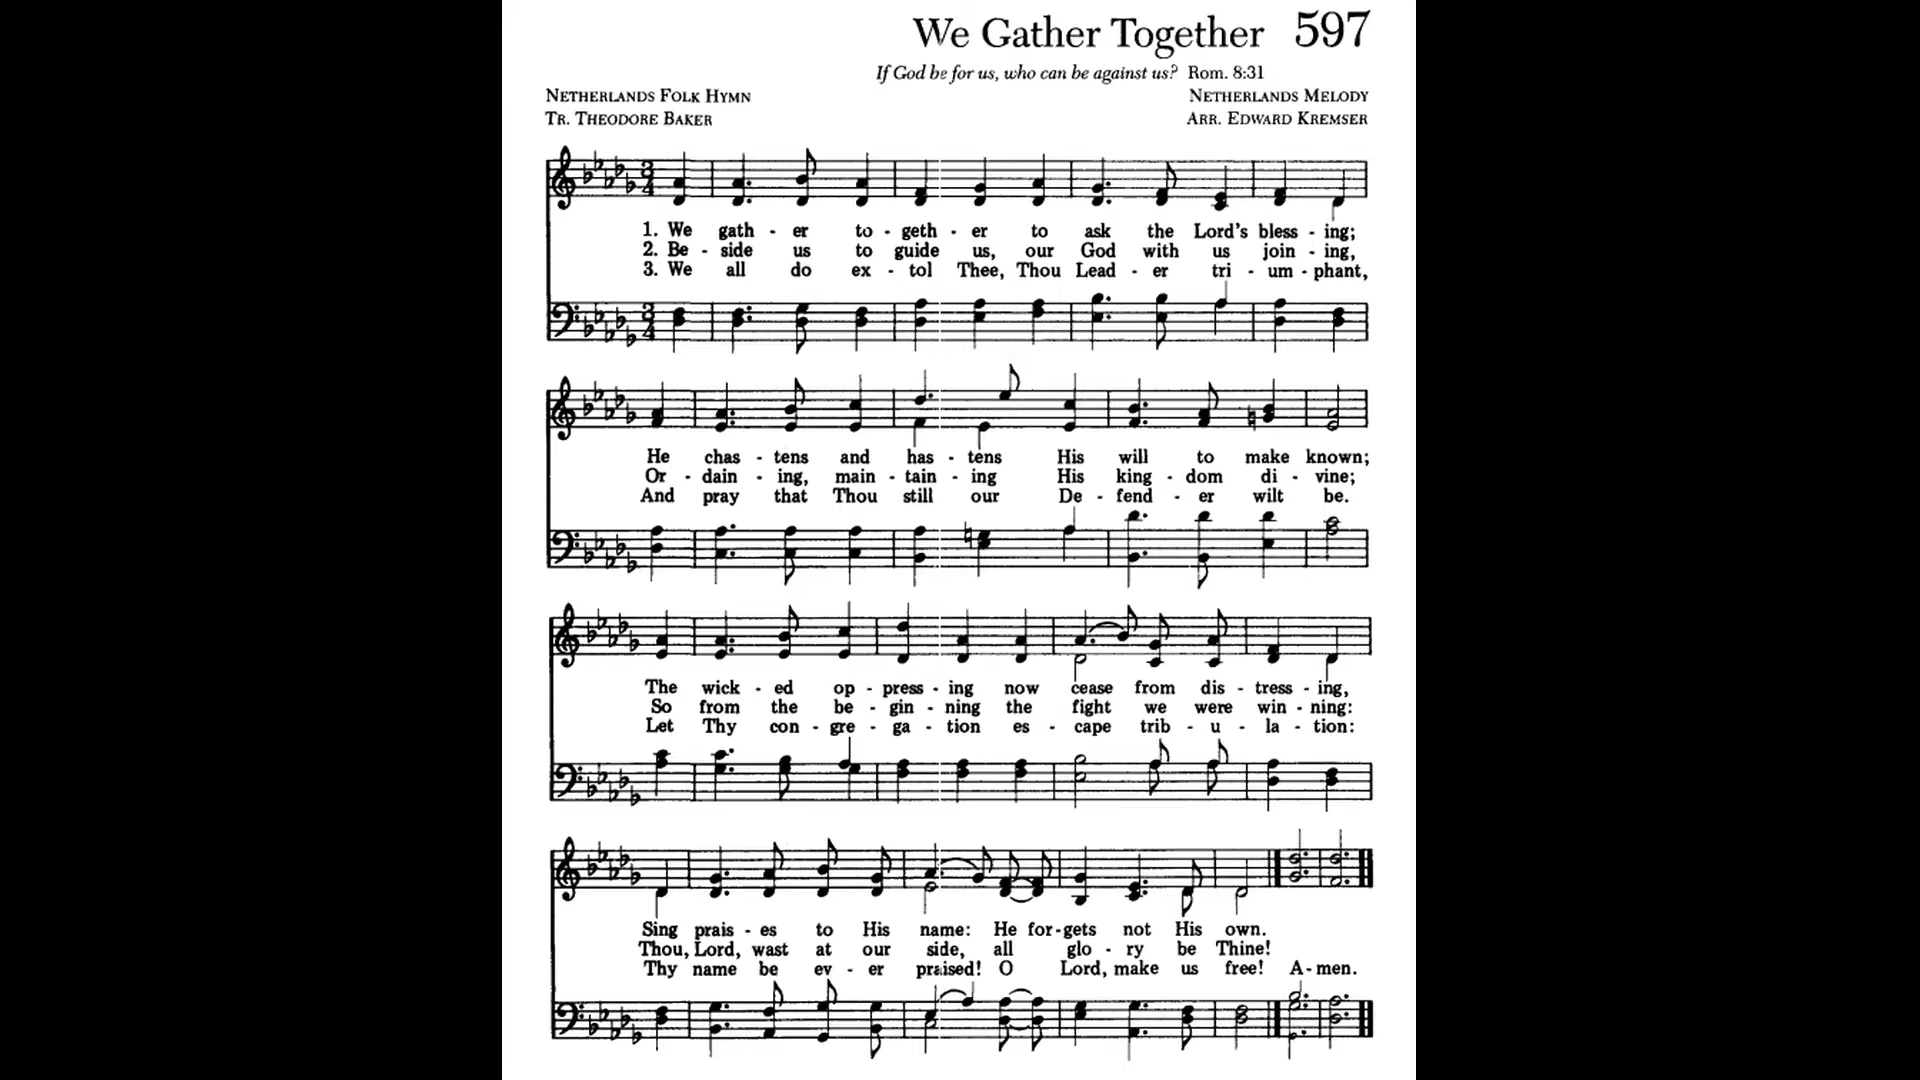 We Gather Together 597
If God be for us, who can be against us? Rom. 8:31
NETHERLANDS FOLK HYMN
TR. THEODORE BAKER
NETHERLANDS MELODY
ARR. EDWARD KREMSER
3
4
1. We gath - er to - geth - er to ask the Lord's bless - ing;
2. Be - side us to guide us, our God with us join - ing,
3. We all do ex - tol Thee, Thou Lead - er tri - um - phant,
3
4
He chas - tens and has - tens His will to make known;
Or - dain - ing, main - tain - ing His king - dom di - vine;
And pray that Thou still our De - fend - er wilt be.
The wick - ed op - press - ing now cease from dis - tress - ing,
So from the be - gin - ning the fight we were win - ning:
Let Thy con - gre - ga - tion es - cape trib - u - la - tion:
Sing prais - es to His name: He for - gets not His own.
Thou, Lord, wast at our side, all glo - ry be Thine!
Thy name be ev - er praised! O Lord, make us free! A - men.